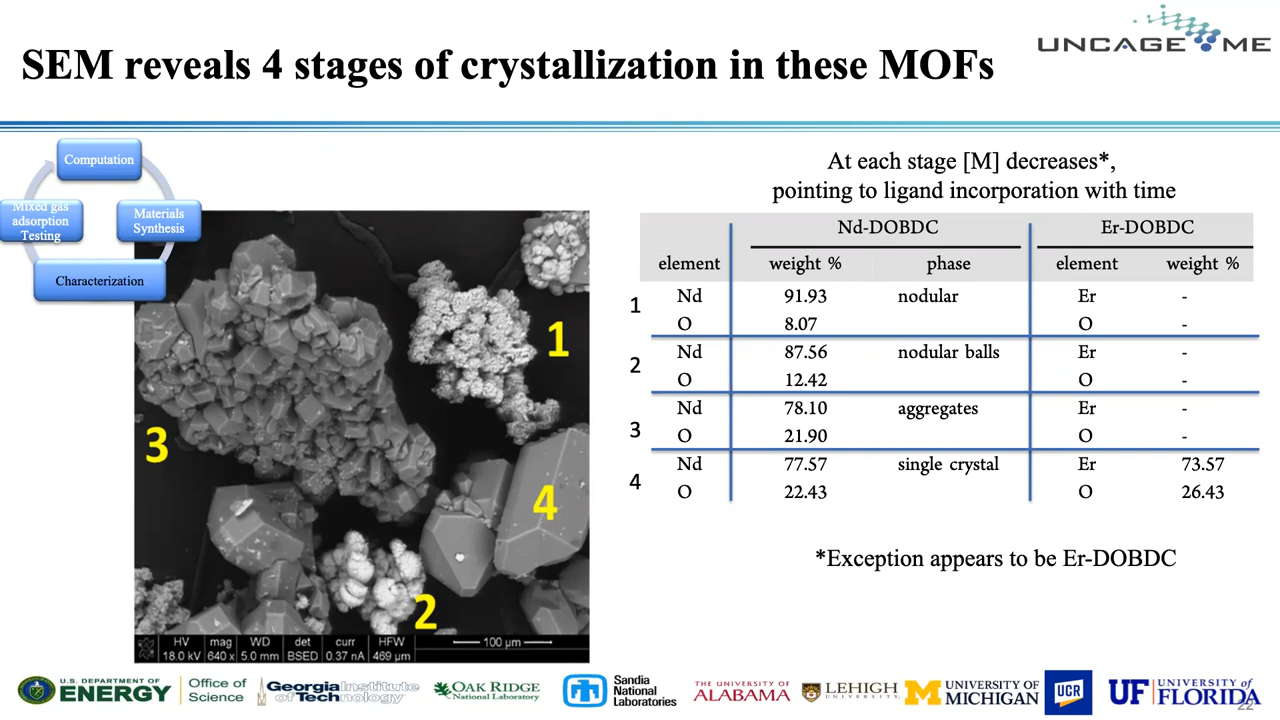 UNCAGE ME
SEM reveals 4 stages of crystallization in these MOFs
Computation
Mixed gas
adsorption
Testing
Materials
Synthesis
Characterization
1
3
4
2
HV mag WD det curr HFW
18.0 kV 640 x 5.0 mm BSED 0.37 nA 469 µm
100 µm
At each stage [M] decreases*,
pointing to ligand incorporation with time
Nd-DOBDC Er-DOBDC
element weight % phase element weight %
1 Nd 91.93 nodular Er -
O 8.07 O -
2 Nd 87.56 nodular balls Er -
O 12.42 O -
3 Nd 78.10 aggregates Er -
O 21.90 O -
4 Nd 77.57 single crystal Er 73.57
O 22.43 O 26.43
*Exception appears to be Er-DOBDC
U.S. DEPARTMENT OF
ENERGY
Office of
Science
Georgia Institute
of Technology
OAK RIDGE
National Laboratory
Sandia
National
Laboratories
THE UNIVERSITY OF
ALABAMA
LEHIGH
UNIVERSITY
M UNIVERSITY OF
MICHIGAN
UCR
UF UNIVERSITY of
FLORIDA
22